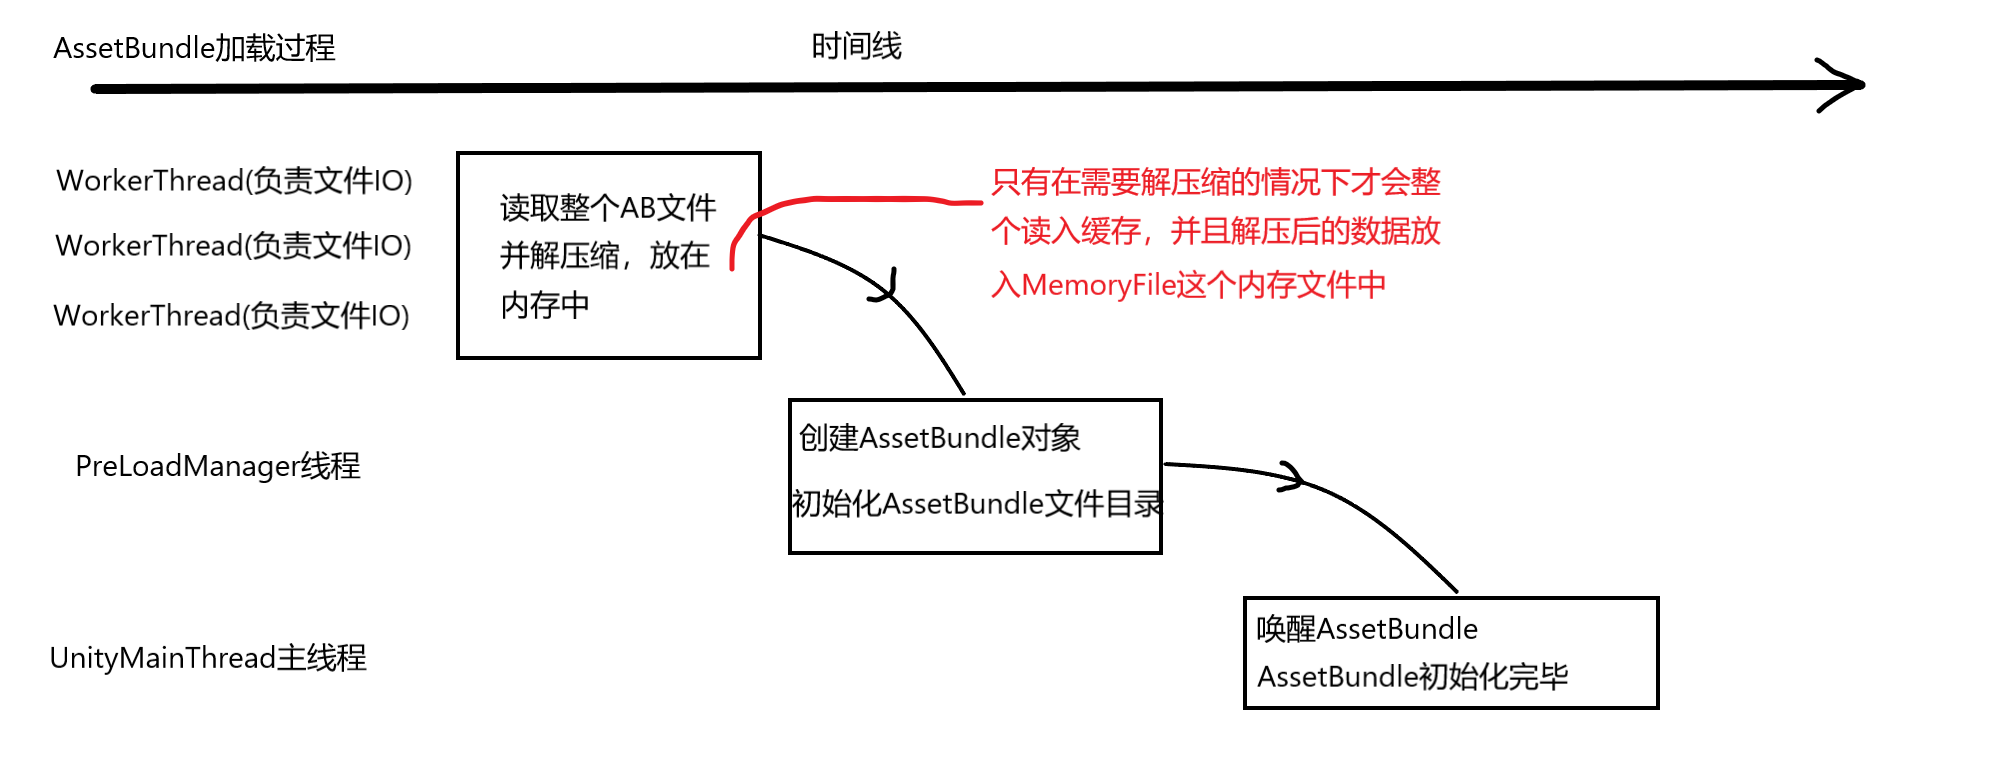 AssetBundle加载过程
时间线
WorkerThread(负责文件IO)
WorkerThread(负责文件IO)
WorkerThread(负责文件IO)
读取整个AB文件
并解压缩，放在
内存中
只有在需要解压缩的情况下才会整
个读入缓存，并且解压后的数据放
入MemoryFile这个内存文件中
PreLoadManager线程
创建AssetBundle对象
初始化AssetBundle文件目录
UnityMainThread主线程
唤醒AssetBundle
AssetBundle初始化完毕